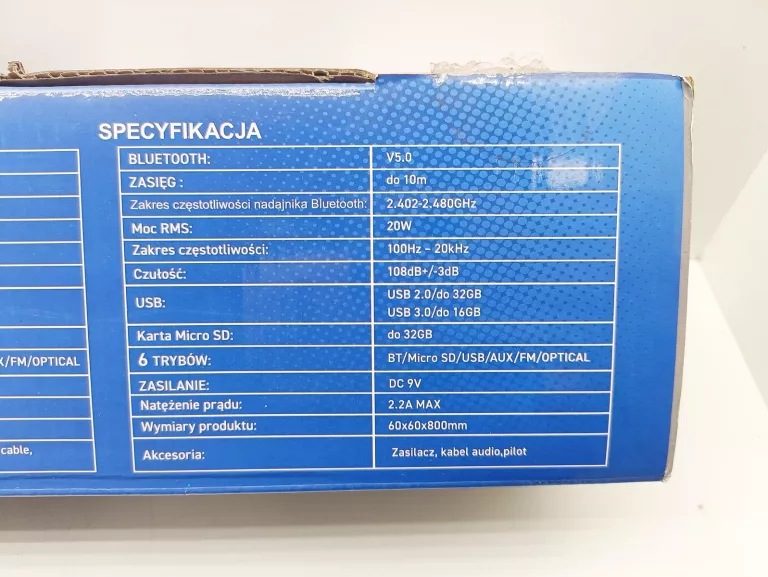 SPECYFIKACJA
BLUETOOTH: V5.0
ZASIĘG : do 10m
Zakres częstotliwości nadajnika Bluetooth: 2.402-2.480GHz
Moc RMS: 20W
Zakres częstotliwości: 100Hz – 20kHz
Czułość: 108dB+/-3dB
USB: USB 2.0/do 32GB
USB 3.0/do 16GB
Karta Micro SD: do 32GB
X/FM/OPTICAL
6 TRYBÓW: BT/Micro SD/USB/AUX/FM/OPTICAL
ZASILANIE: DC 9V
Natężenie prądu: 2.2A MAX
Wymiary produktu: 60x60x800mm
cable,
Akcesoria: Zasilacz, kabel audio,pilot